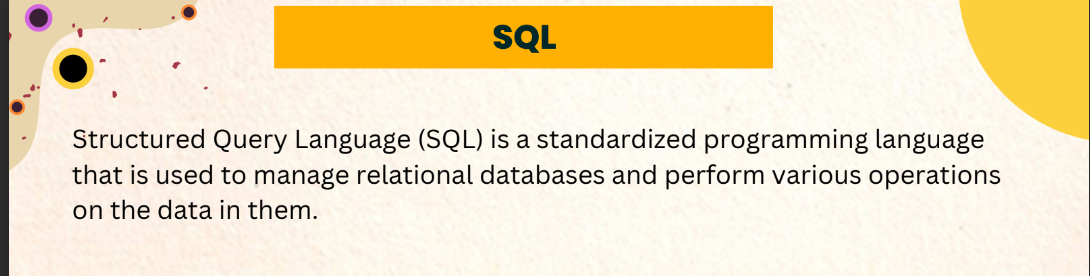 SQL
Structured Query Language (SQL) is a standardized programming language
that is used to manage relational databases and perform various operations
on the data in them.